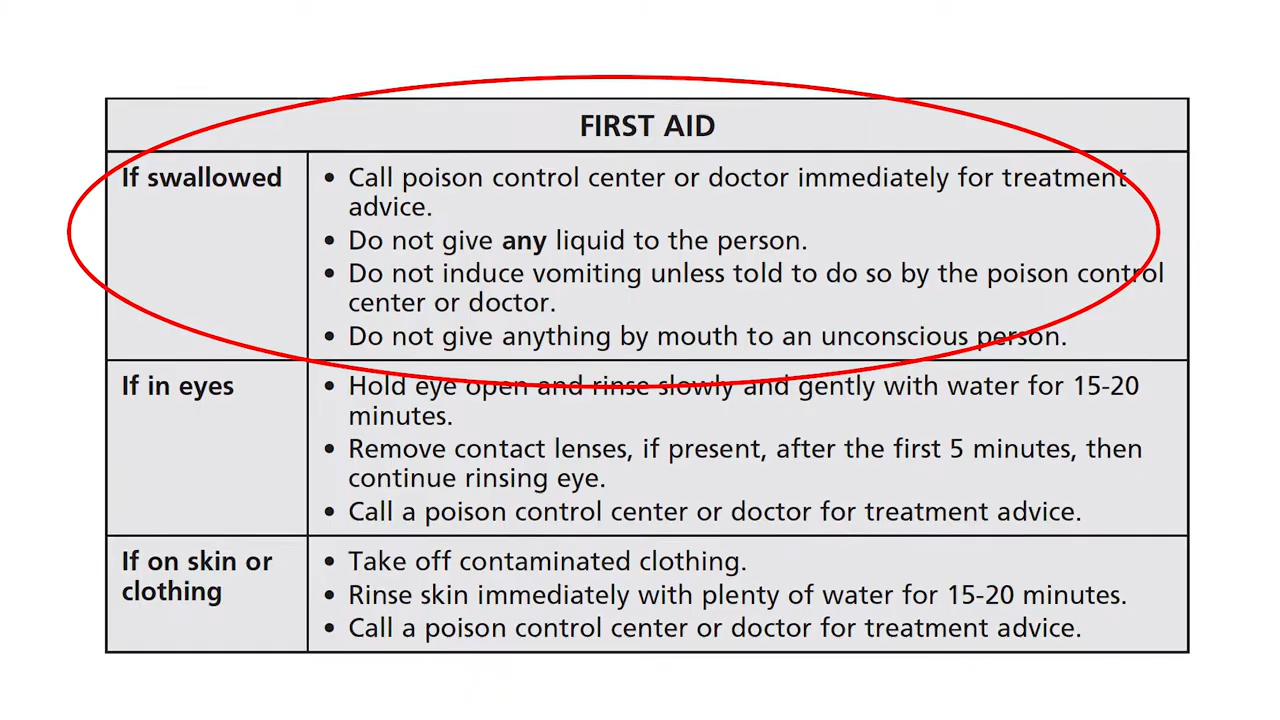 FIRST AID
If swallowed
• Call poison control center or doctor immediately for treatment
advice.
• Do not give any liquid to the person.
• Do not induce vomiting unless told to do so by the poison control
center or doctor.
• Do not give anything by mouth to an unconscious person.
If in eyes
• Hold eye open and rinse slowly and gently with water for 15-20
minutes.
• Remove contact lenses, if present, after the first 5 minutes, then
continue rinsing eye.
• Call a poison control center or doctor for treatment advice.
If on skin or
clothing
• Take off contaminated clothing.
• Rinse skin immediately with plenty of water for 15-20 minutes.
• Call a poison control center or doctor for treatment advice.